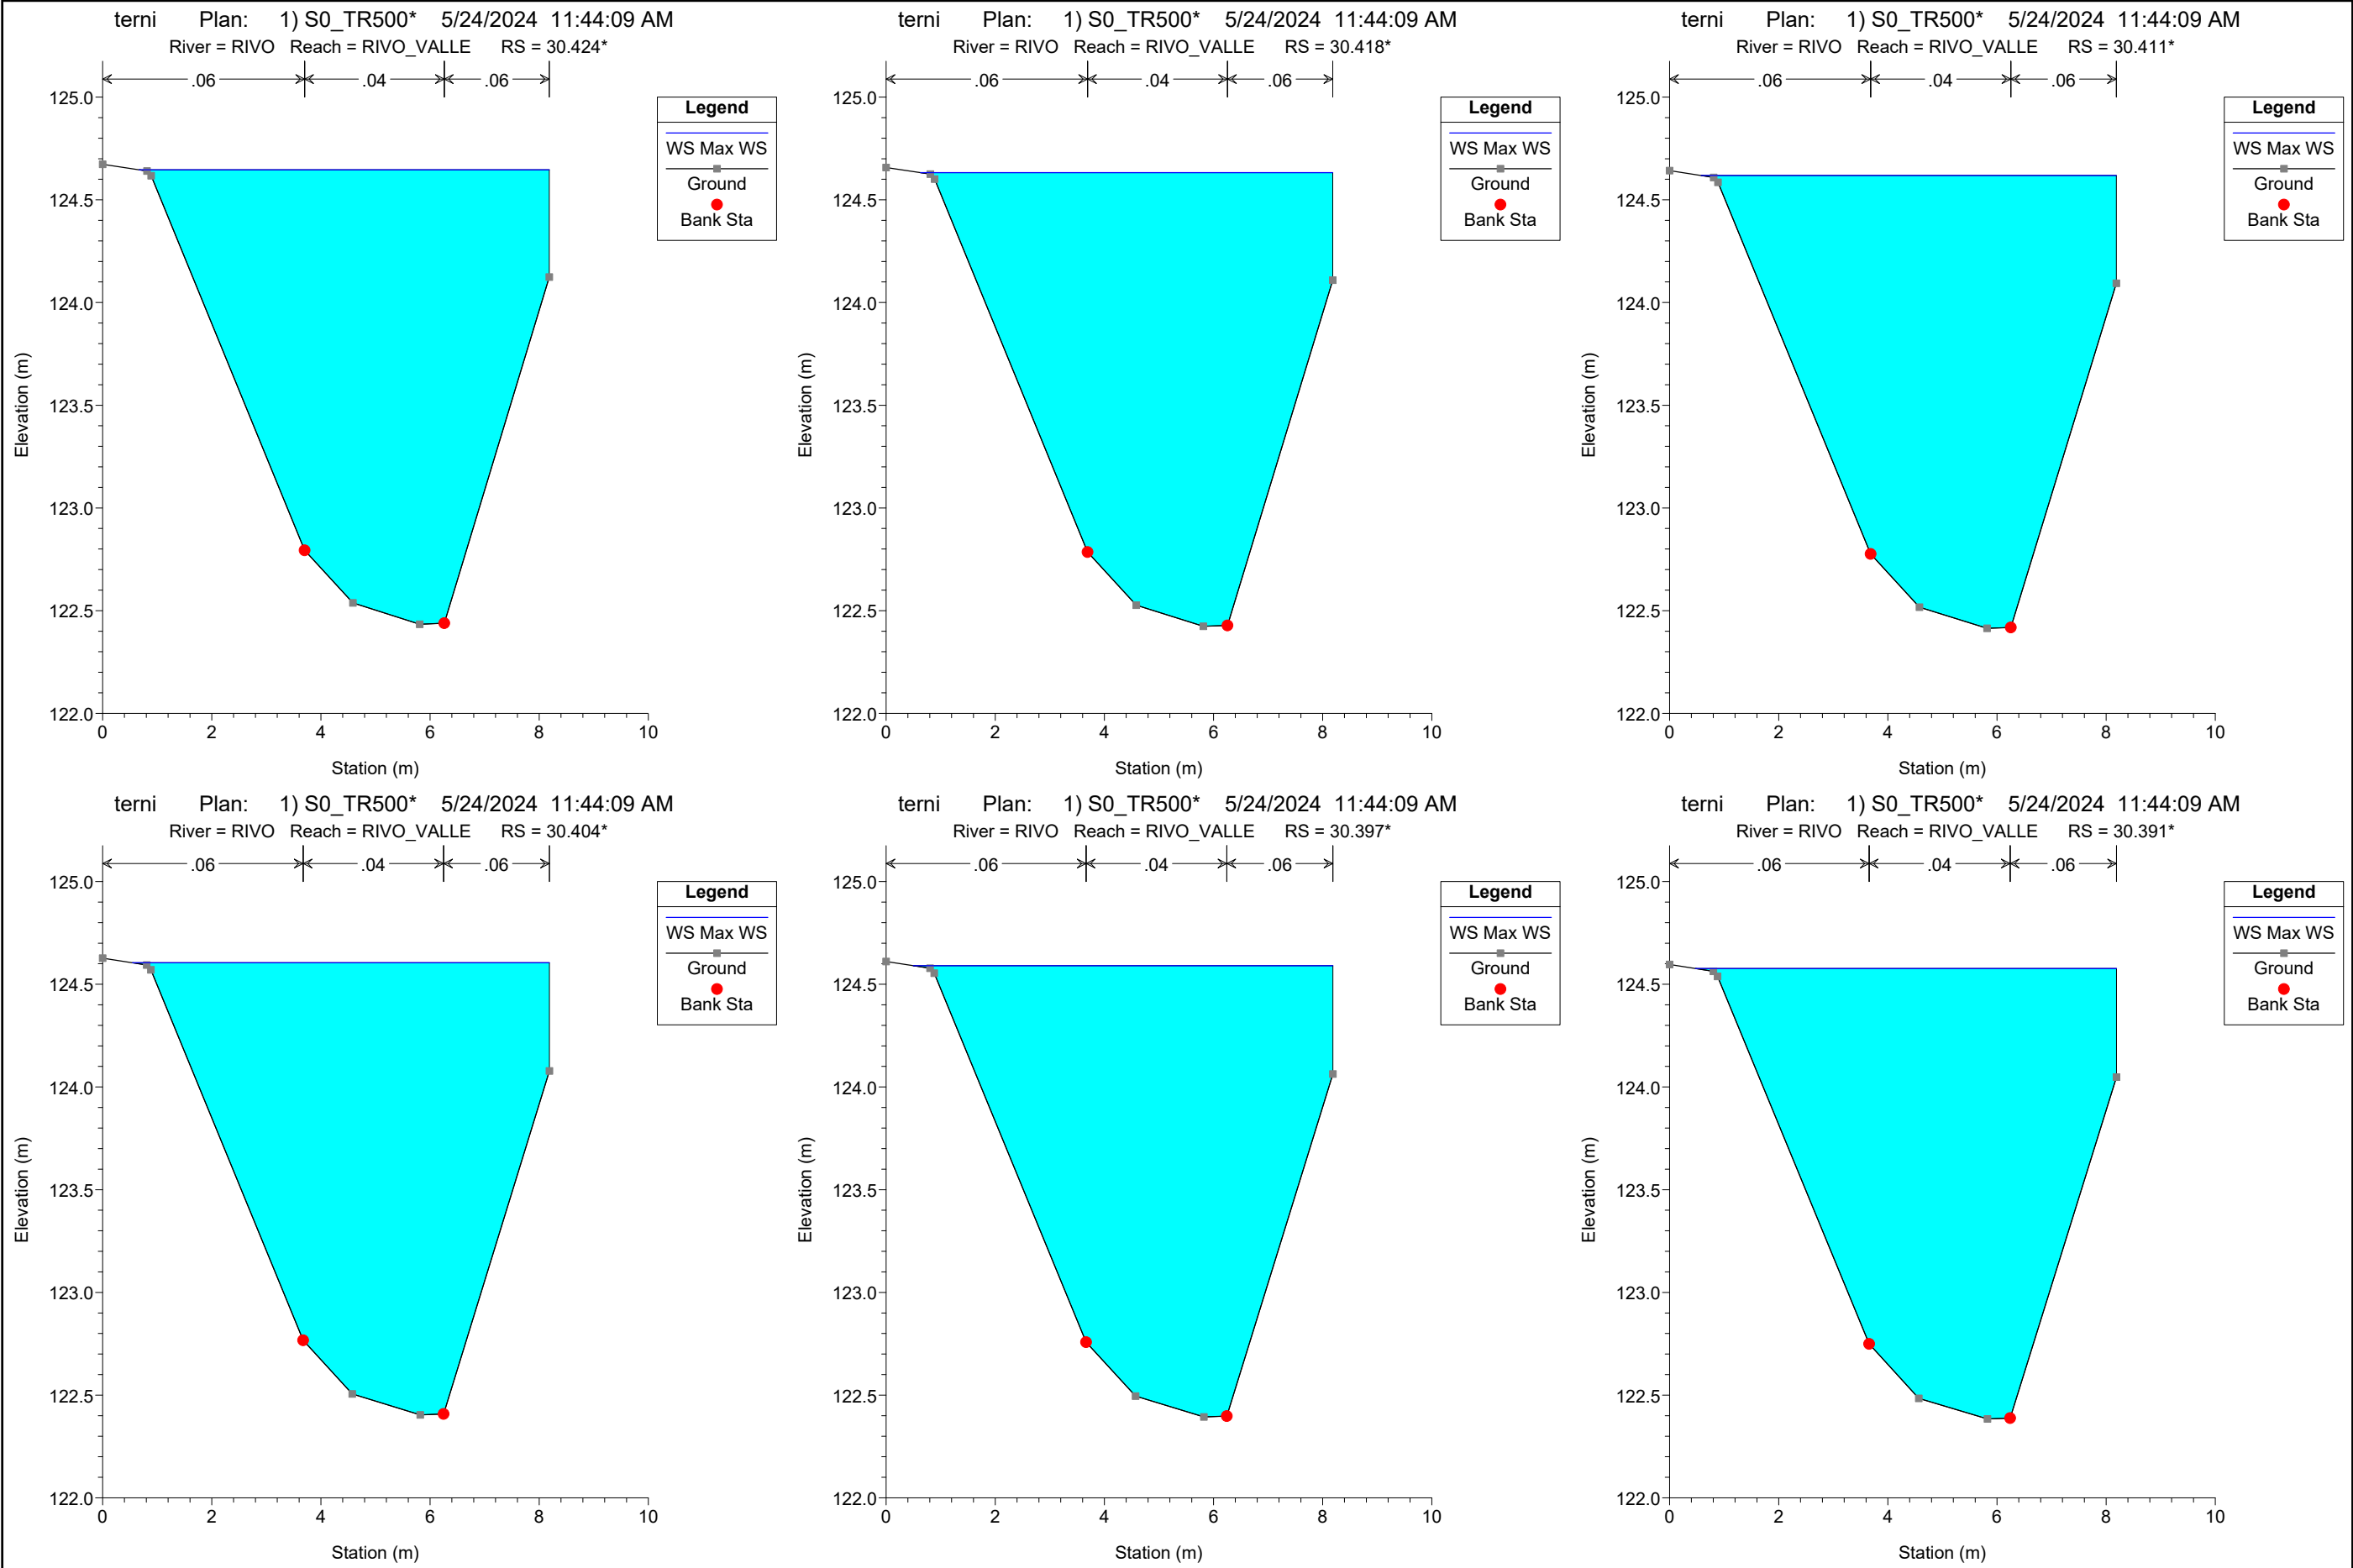 terni Plan: 1) S0_TR500* 5/24/2024 11:44:09 AM
River = RIVO Reach = RIVO_VALLE RS = 30.424*
.06 .04 .06
125.0
124.5
124.0
123.5
123.0
122.5
122.0
Elevation (m)
0 2 4 6 8 10
Station (m)
Legend
WS Max WS
Ground
Bank Sta
terni Plan: 1) S0_TR500* 5/24/2024 11:44:09 AM
River = RIVO Reach = RIVO_VALLE RS = 30.418*
.06 .04 .06
125.0
124.5
124.0
123.5
123.0
122.5
122.0
Elevation (m)
0 2 4 6 8 10
Station (m)
Legend
WS Max WS
Ground
Bank Sta
terni Plan: 1) S0_TR500* 5/24/2024 11:44:09 AM
River = RIVO Reach = RIVO_VALLE RS = 30.411*
.06 .04 .06
125.0
124.5
124.0
123.5
123.0
122.5
122.0
Elevation (m)
0 2 4 6 8 10
Station (m)
Legend
WS Max WS
Ground
Bank Sta
terni Plan: 1) S0_TR500* 5/24/2024 11:44:09 AM
River = RIVO Reach = RIVO_VALLE RS = 30.404*
.06 .04 .06
125.0
124.5
124.0
123.5
123.0
122.5
122.0
Elevation (m)
0 2 4 6 8 10
Station (m)
Legend
WS Max WS
Ground
Bank Sta
terni Plan: 1) S0_TR500* 5/24/2024 11:44:09 AM
River = RIVO Reach = RIVO_VALLE RS = 30.397*
.06 .04 .06
125.0
124.5
124.0
123.5
123.0
122.5
122.0
Elevation (m)
0 2 4 6 8 10
Station (m)
Legend
WS Max WS
Ground
Bank Sta
terni Plan: 1) S0_TR500* 5/24/2024 11:44:09 AM
River = RIVO Reach = RIVO_VALLE RS = 30.391*
.06 .04 .06
125.0
124.5
124.0
123.5
123.0
122.5
122.0
Elevation (m)
0 2 4 6 8 10
Station (m)
Legend
WS Max WS
Ground
Bank Sta